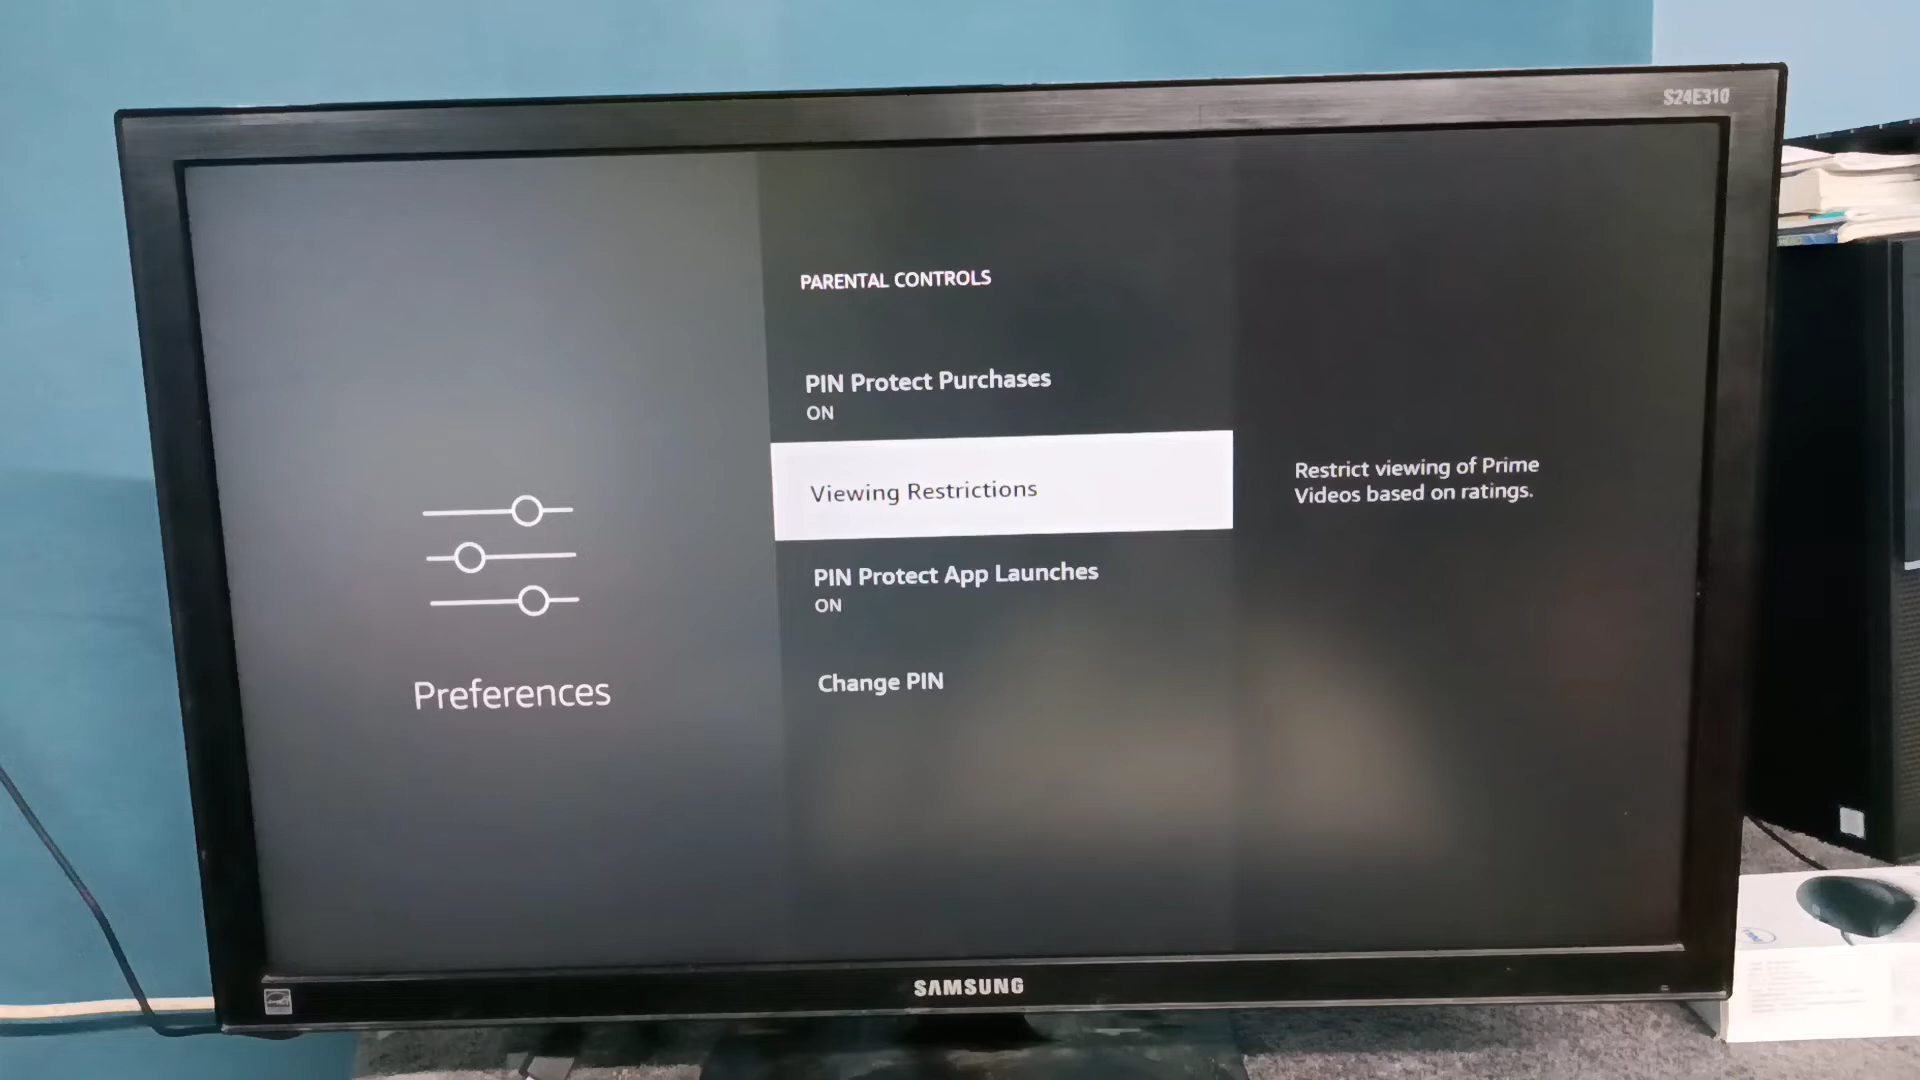 S24E310
PARENTAL CONTROLS
PIN Protect Purchases
ON
Viewing Restrictions
Restrict viewing of Prime
Videos based on ratings.
PIN Protect App Launches
ON
Change PIN
Preferences
SAMSUNG